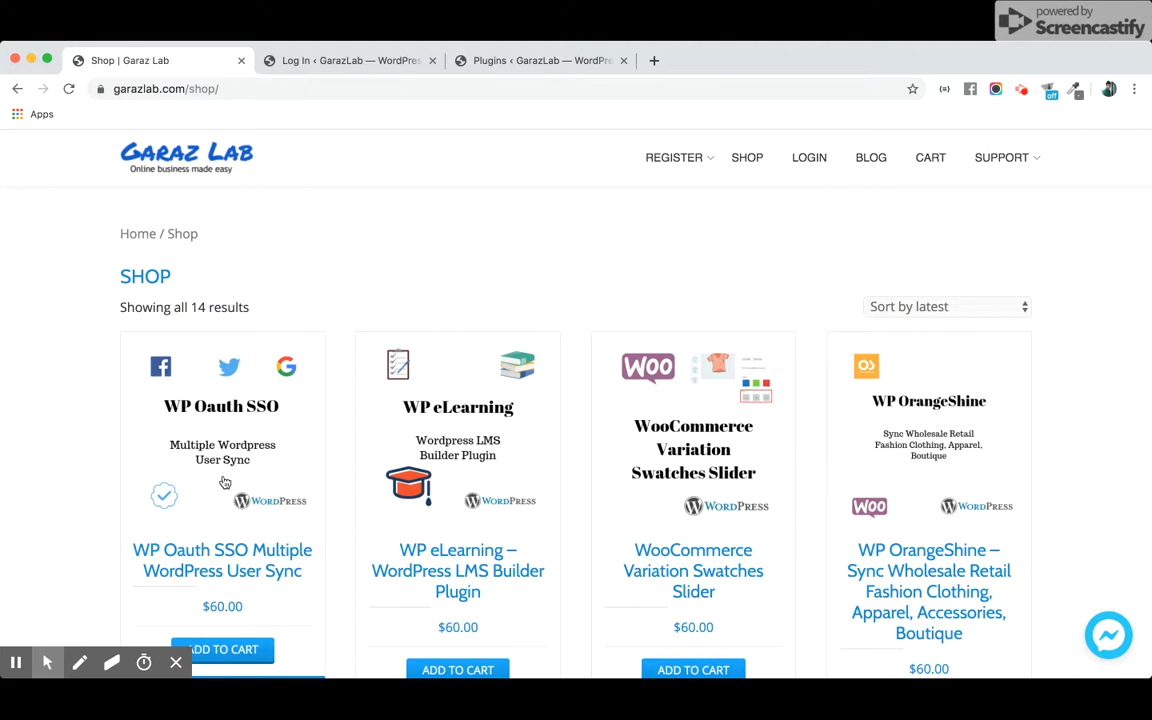 powered by
Screencastify
Shop | Garaz Lab
Log In ‹ GarazLab — WordPres
Plugins ‹ GarazLab — WordPre
garazlab.com/shop/
off
Apps
GARAZ LAB
Online business made easy
REGISTER
SHOP
LOGIN
BLOG
CART
SUPPORT
Home / Shop
SHOP
Showing all 14 results
Sort by latest
WP Oauth SSO
Multiple Wordpress
User Sync
WORDPRESS
WP Oauth SSO Multiple
WordPress User Sync
$60.00
ADD TO CART
WP eLearning
Wordpress LMS
Builder Plugin
WORDPRESS
WP eLearning –
WordPress LMS Builder
Plugin
$60.00
ADD TO CART
WOO
WooCommerce
Variation
Swatches Slider
WORDPRESS
WooCommerce
Variation Swatches
Slider
$60.00
ADD TO CART
OS
WP OrangeShine
Sync Wholesale Retail
Fashion Clothing, Apparel,
Boutique
WOO
WORDPRESS
WP OrangeShine –
Sync Wholesale Retail
Fashion Clothing,
Apparel, Accessories,
Boutique
$60.00